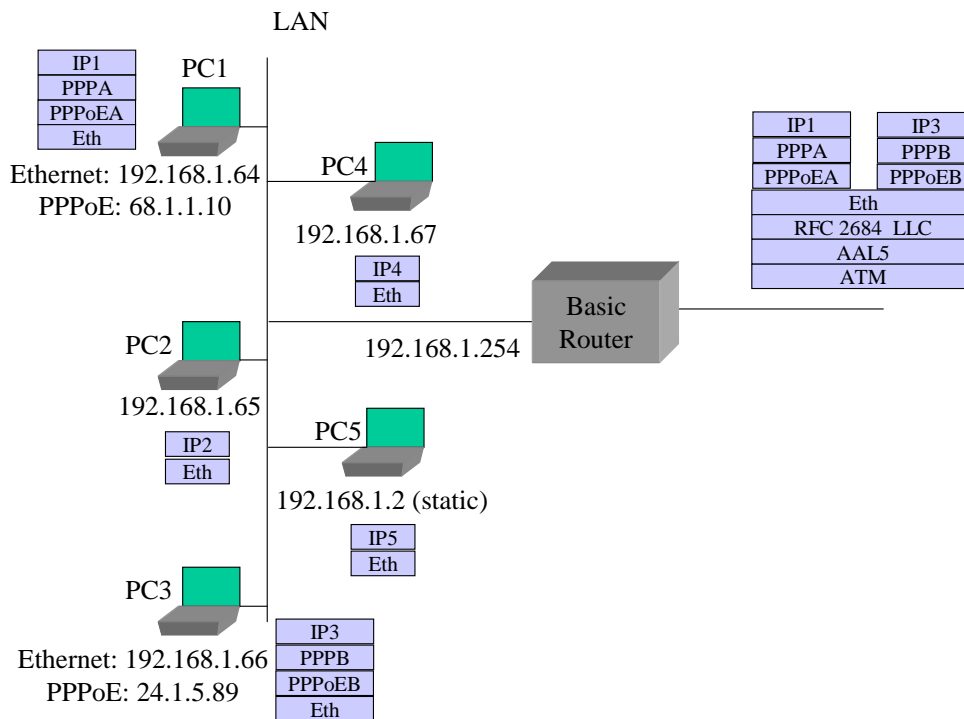 LAN
IP1
PPPA
PPPoEA
Eth
PC1
Ethernet: 192.168.1.64
PPPoE: 68.1.1.10
PC4
192.168.1.67
IP4
Eth
IP1
PPPA
PPPoEA
IP3
PPPB
PPPoEB
Eth
RFC 2684 LLC
AAL5
ATM
Basic
Router
192.168.1.254
PC2
192.168.1.65
IP2
Eth
PC5
192.168.1.2 (static)
IP5
Eth
PC3
Ethernet: 192.168.1.66
PPPoE: 24.1.5.89
IP3
PPPB
PPPoEB
Eth